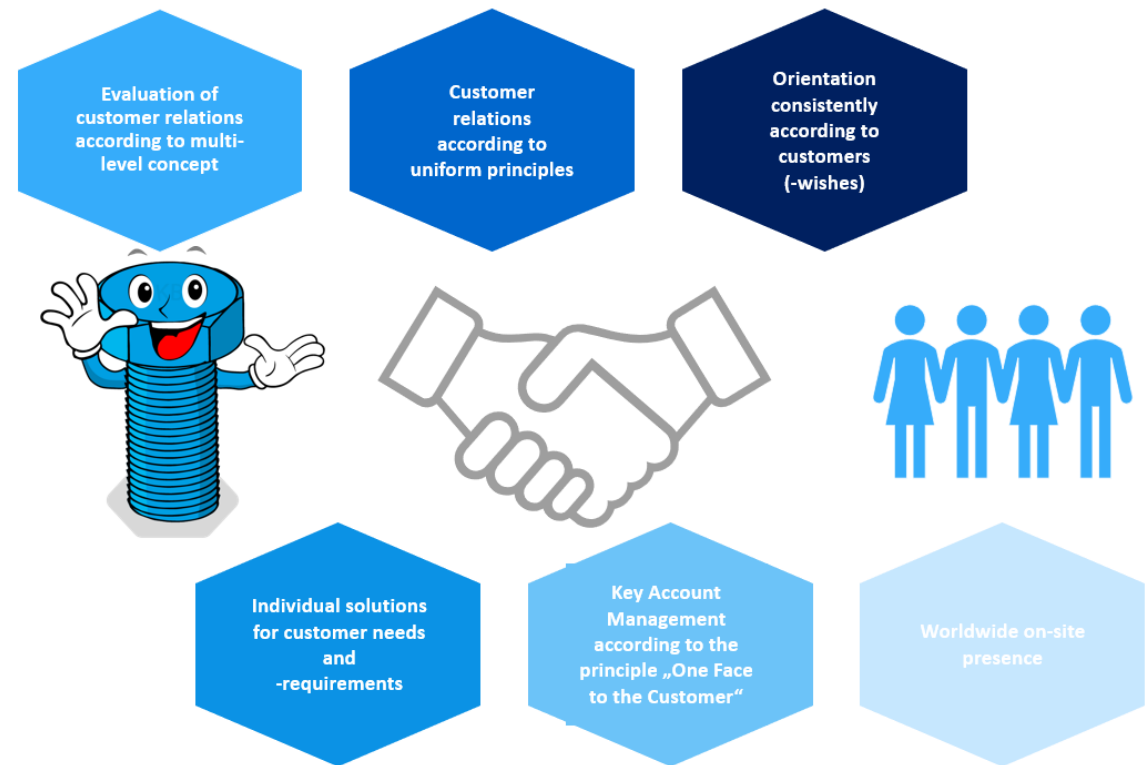 Evaluation of
customer relations
according to multi-
level concept
Customer
relations
according to
uniform principles
Orientation
consistently
according to
customers
(-wishes)
Individual solutions
for customer needs
and
-requirements
Key Account
Management
according to the
principle „One Face
to the Customer“
Worldwide on-site
presence